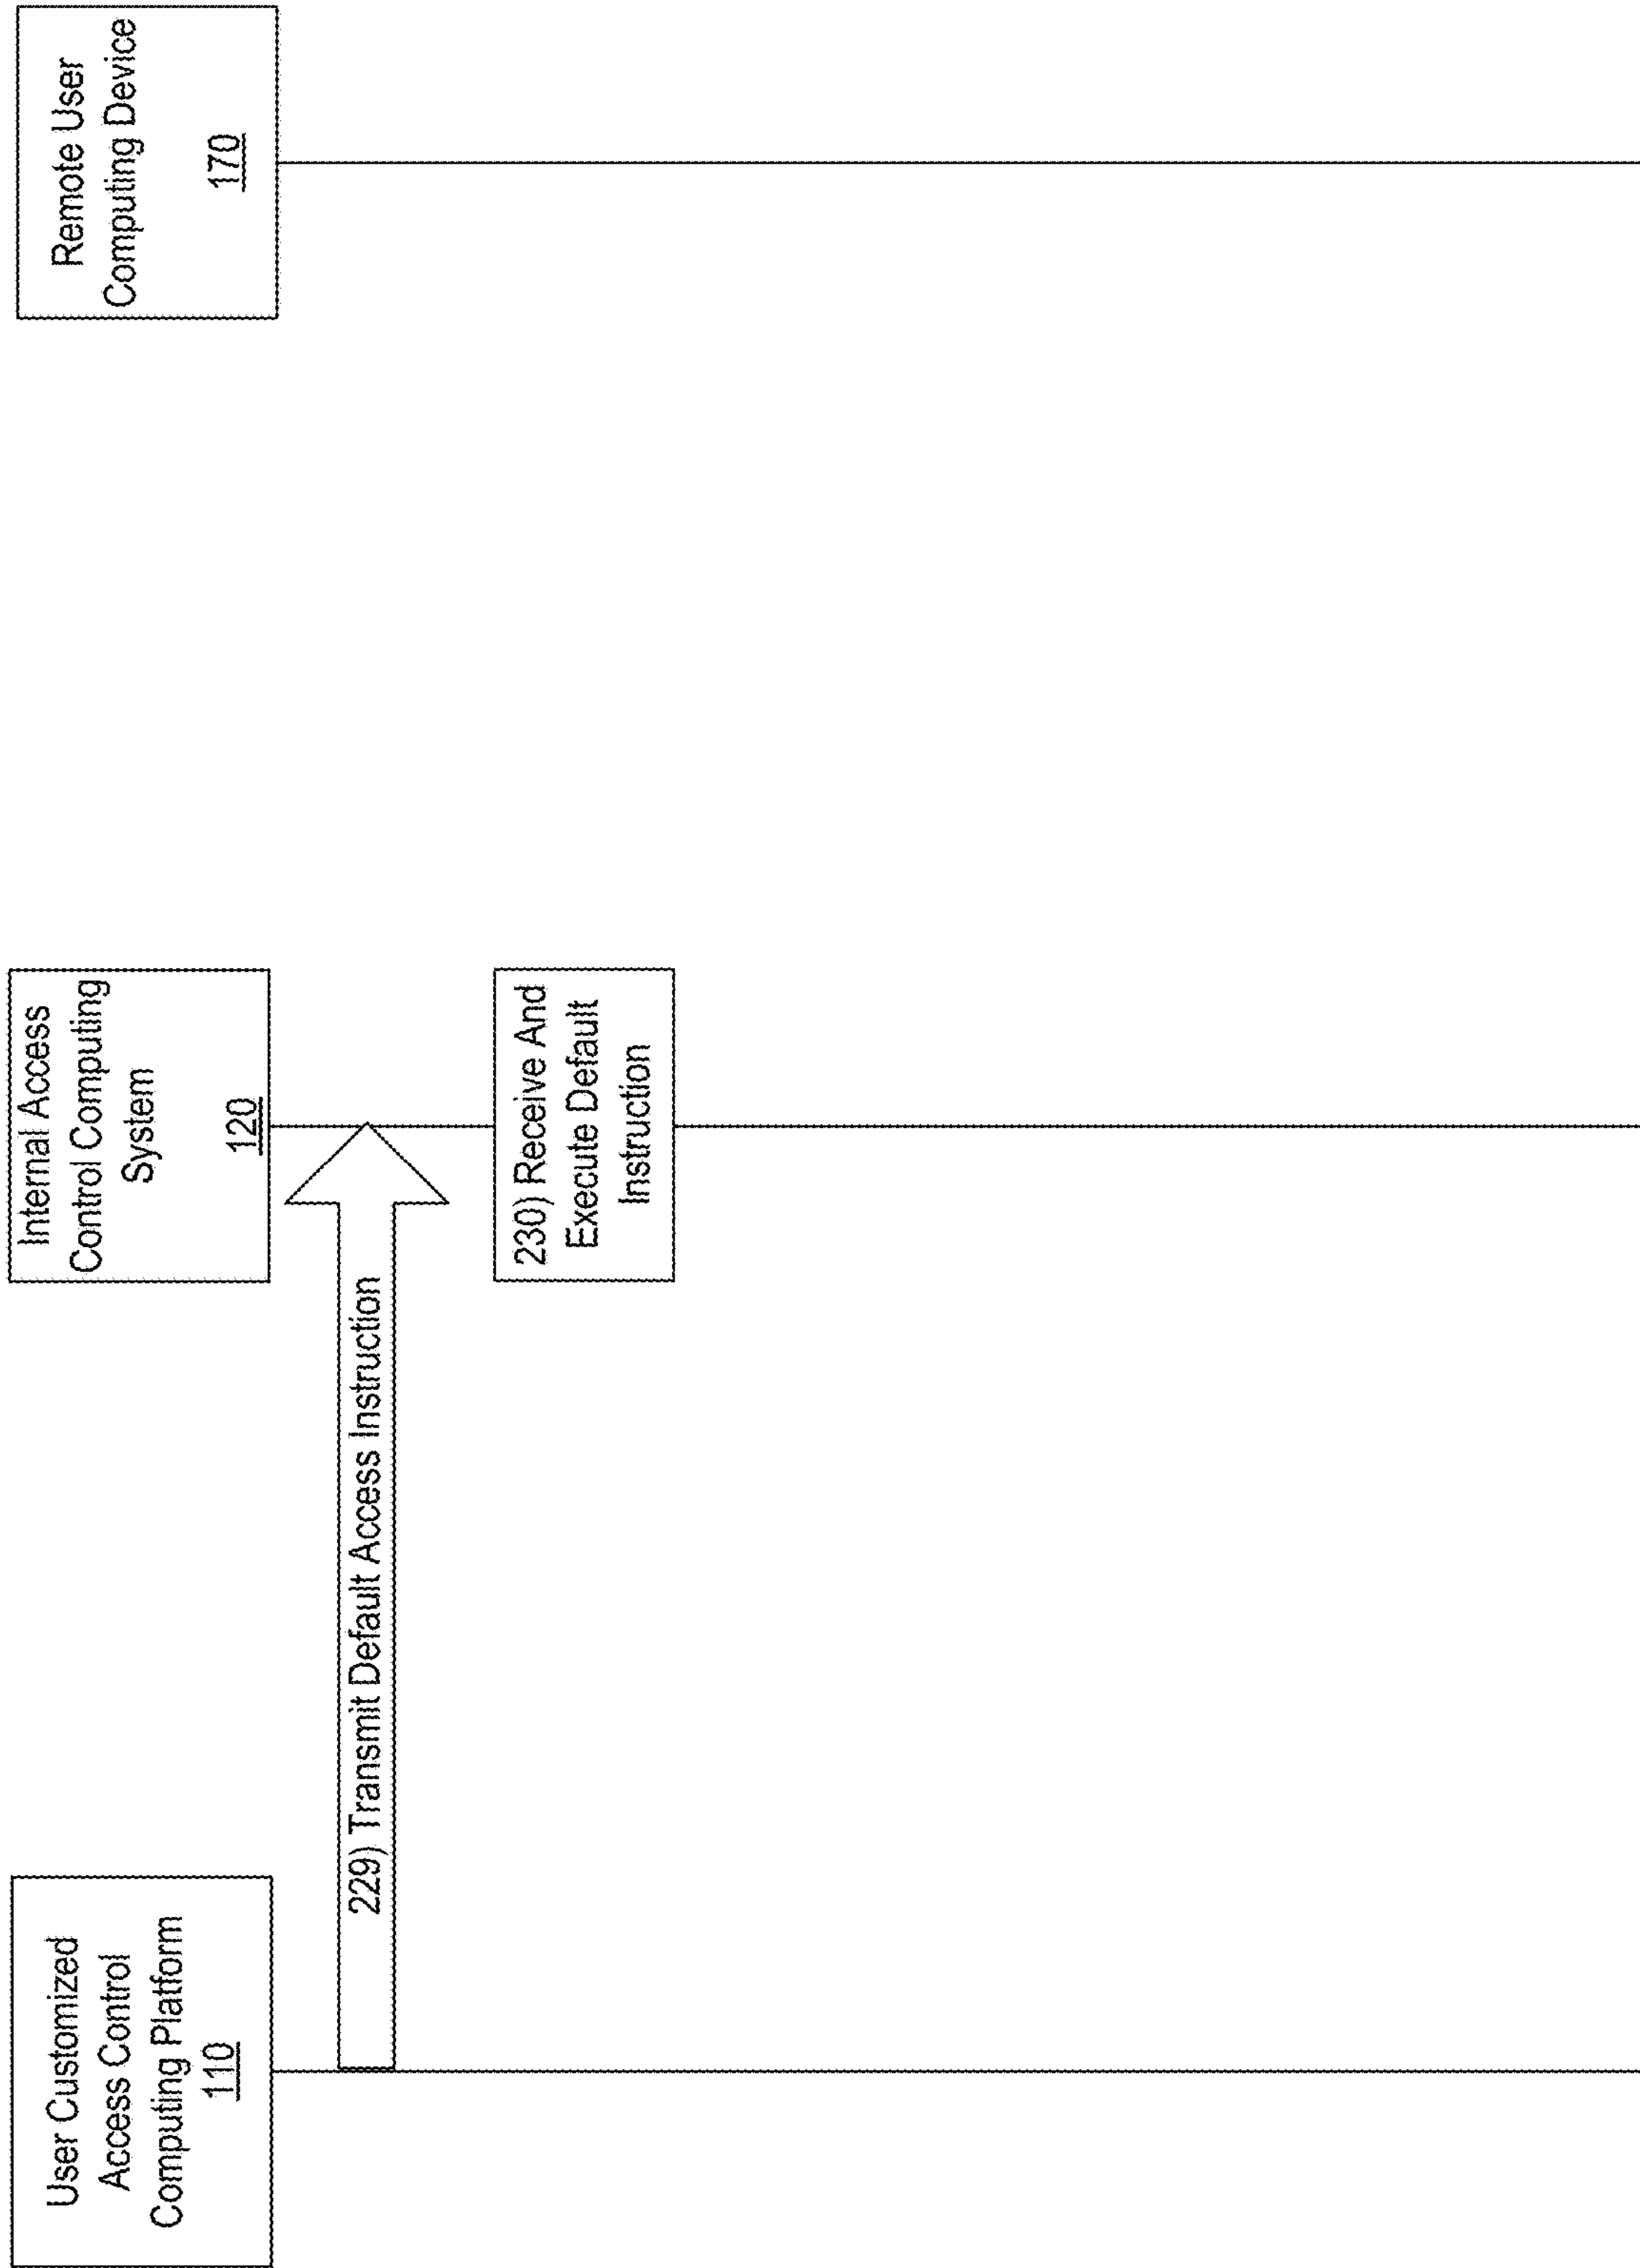 User Customized
Access Control
Computing Platform
110
Internal Access
Control Computing
System
120
Remote User
Computing Device
170
229) Transmit Default Access Instruction
230) Receive And
Execute Default
Instruction